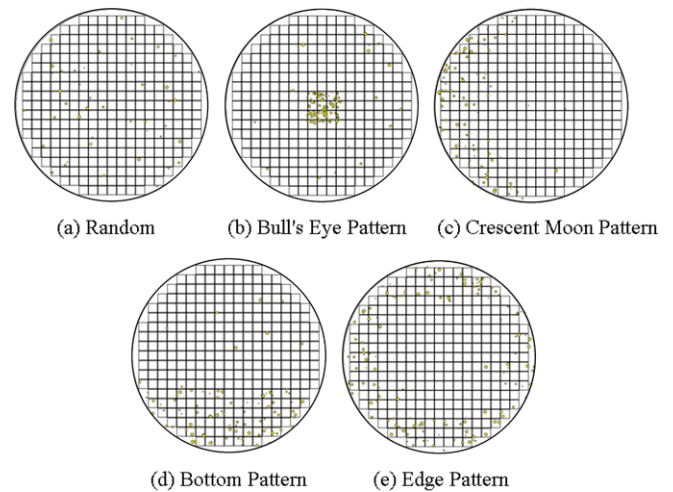 (a) Random (b) Bull's Eye Pattern (c) Crescent Moon Pattern
(d) Bottom Pattern (e) Edge Pattern